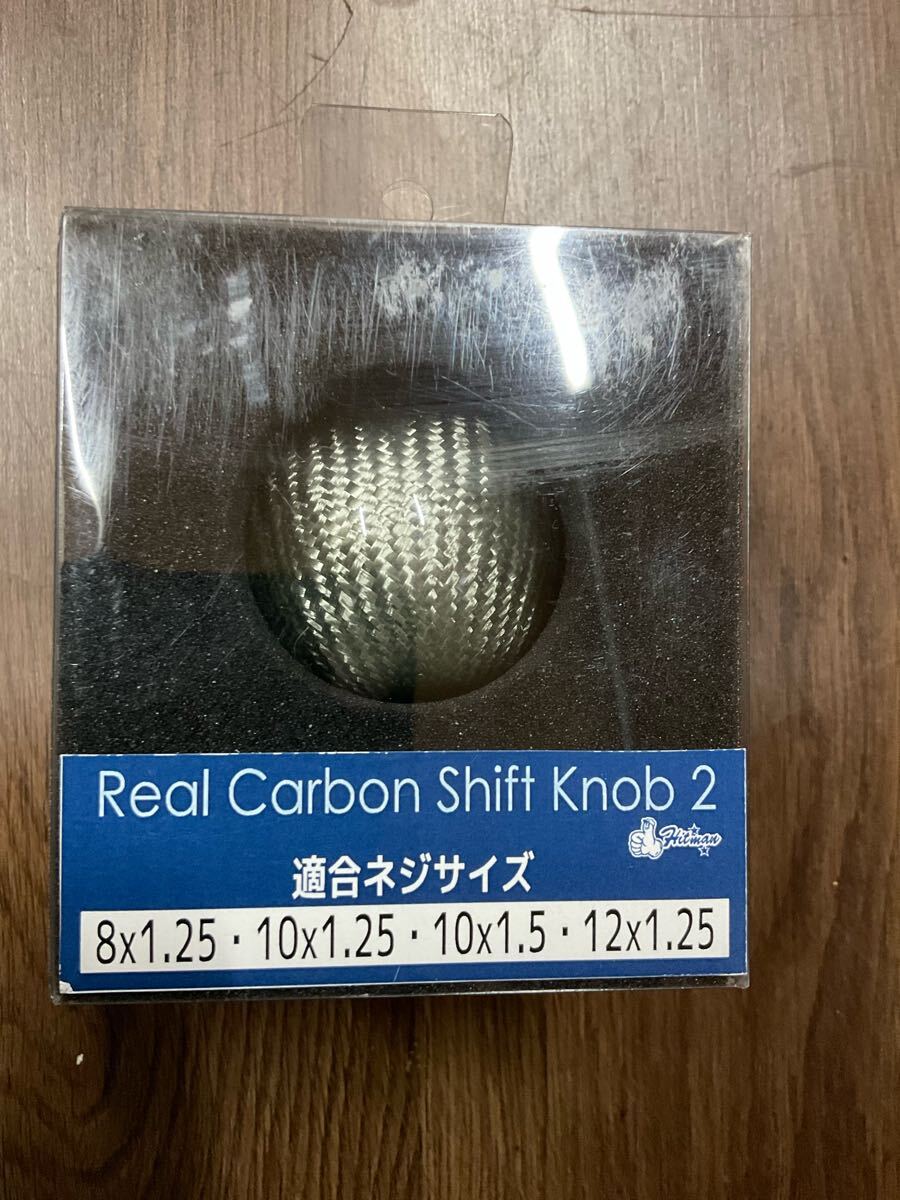 Real Carbon Shift Knob 2
Hitman
適合ネジサイズ
8x1.25・10x1.25・10x1.5・12x1.25